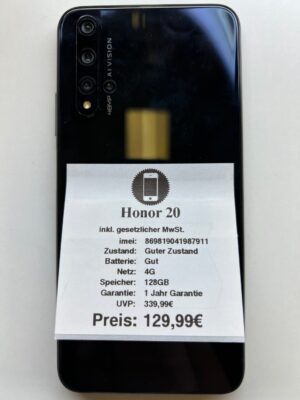 48MP AI VISION
Honor 20
inkl. gesetzlicher MwSt.
imei: 869819041987911
Zustand: Guter Zustand
Batterie: Gut
Netz: 4G
Speicher: 128GB
Garantie: 1 Jahr Garantie
UVP: 339,99€
Preis: 129,99€